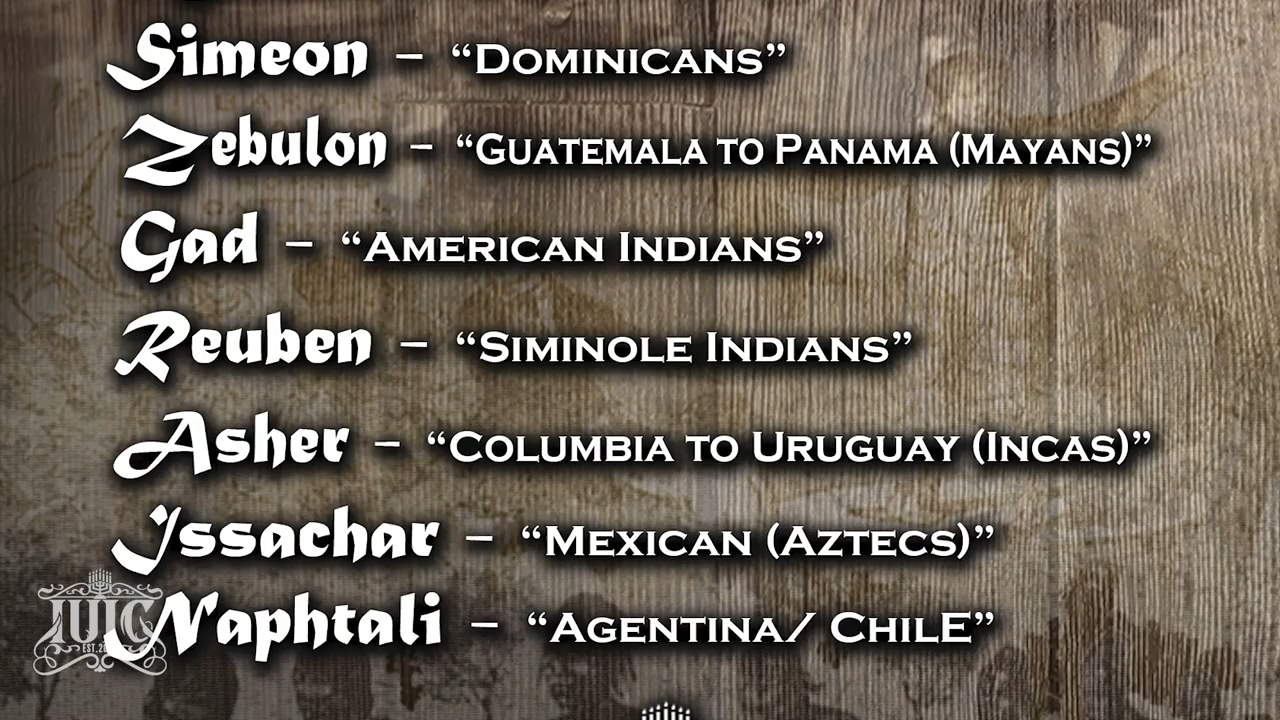 Simeon – “Dominicans”
Zebulon – “Guatemala to Panama (Mayans)”
Gad – “American Indians”
Reuben – “Siminole Indians”
Asher – “Columbia to Uruguay (Incas)”
Issachar – “Mexican (Aztecs)”
Naphtali – “Agentina/ ChilE”
IUIC